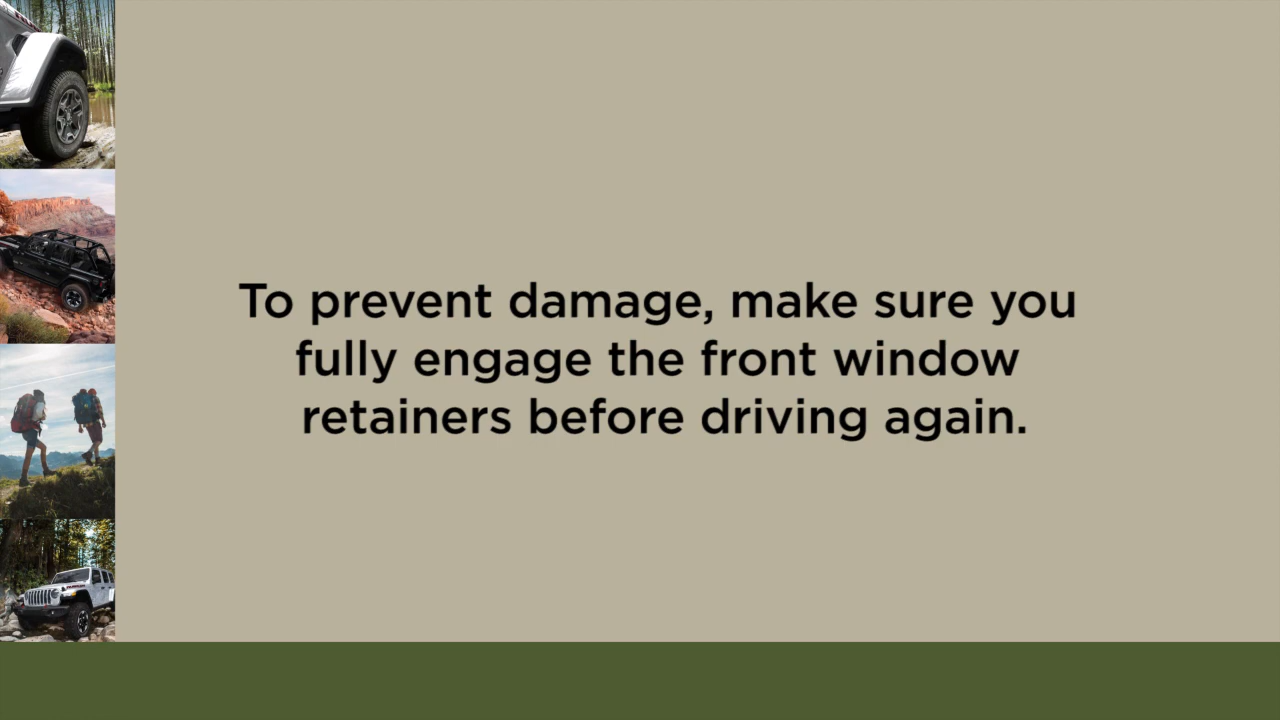 To prevent damage, make sure you
fully engage the front window
retainers before driving again.